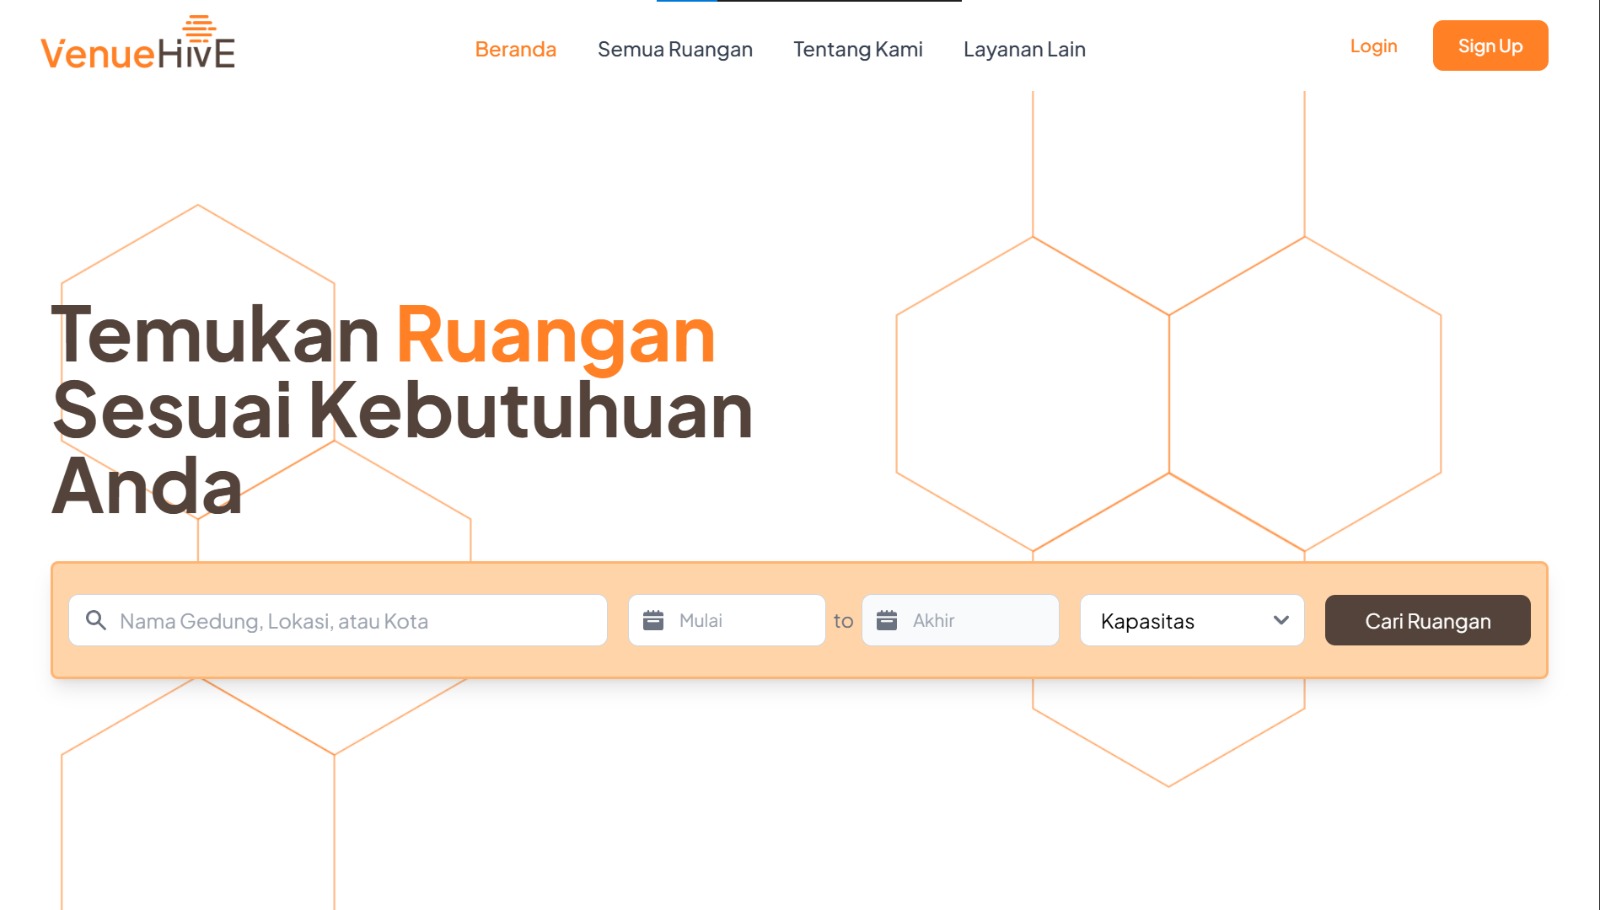 VenueHivE
Beranda
Semua Ruangan
Tentang Kami
Layanan Lain
Login
Sign Up
Temukan Ruangan
Sesuai Kebutuhuan
Anda
Nama Gedung, Lokasi, atau Kota
Mulai
to
Akhir
Kapasitas
Cari Ruangan